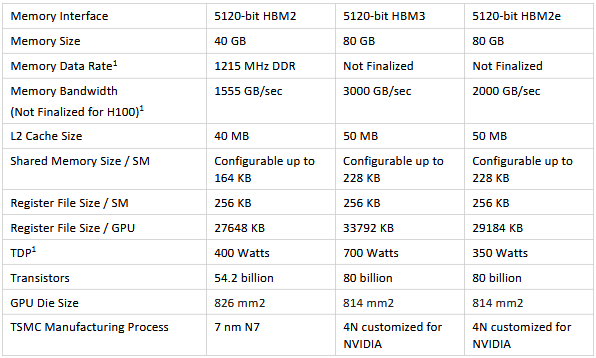 Memory Interface 5120-bit HBM2 5120-bit HBM3 5120-bit HBM2e
Memory Size 40 GB 80 GB 80 GB
Memory Data Rate1 1215 MHz DDR Not Finalized Not Finalized
Memory Bandwidth 1555 GB/sec 3000 GB/sec 2000 GB/sec
(Not Finalized for H100)1
L2 Cache Size 40 MB 50 MB 50 MB
Shared Memory Size / SM Configurable up to Configurable up to Configurable up to
164 KB 228 KB 228 KB
Register File Size / SM 256 KB 256 KB 256 KB
Register File Size / GPU 27648 KB 33792 KB 29184 KB
TDP1 400 Watts 700 Watts 350 Watts
Transistors 54.2 billion 80 billion 80 billion
GPU Die Size 826 mm2 814 mm2 814 mm2
TSMC Manufacturing Process 7 nm N7 4N customized for 4N customized for
NVIDIA NVIDIA